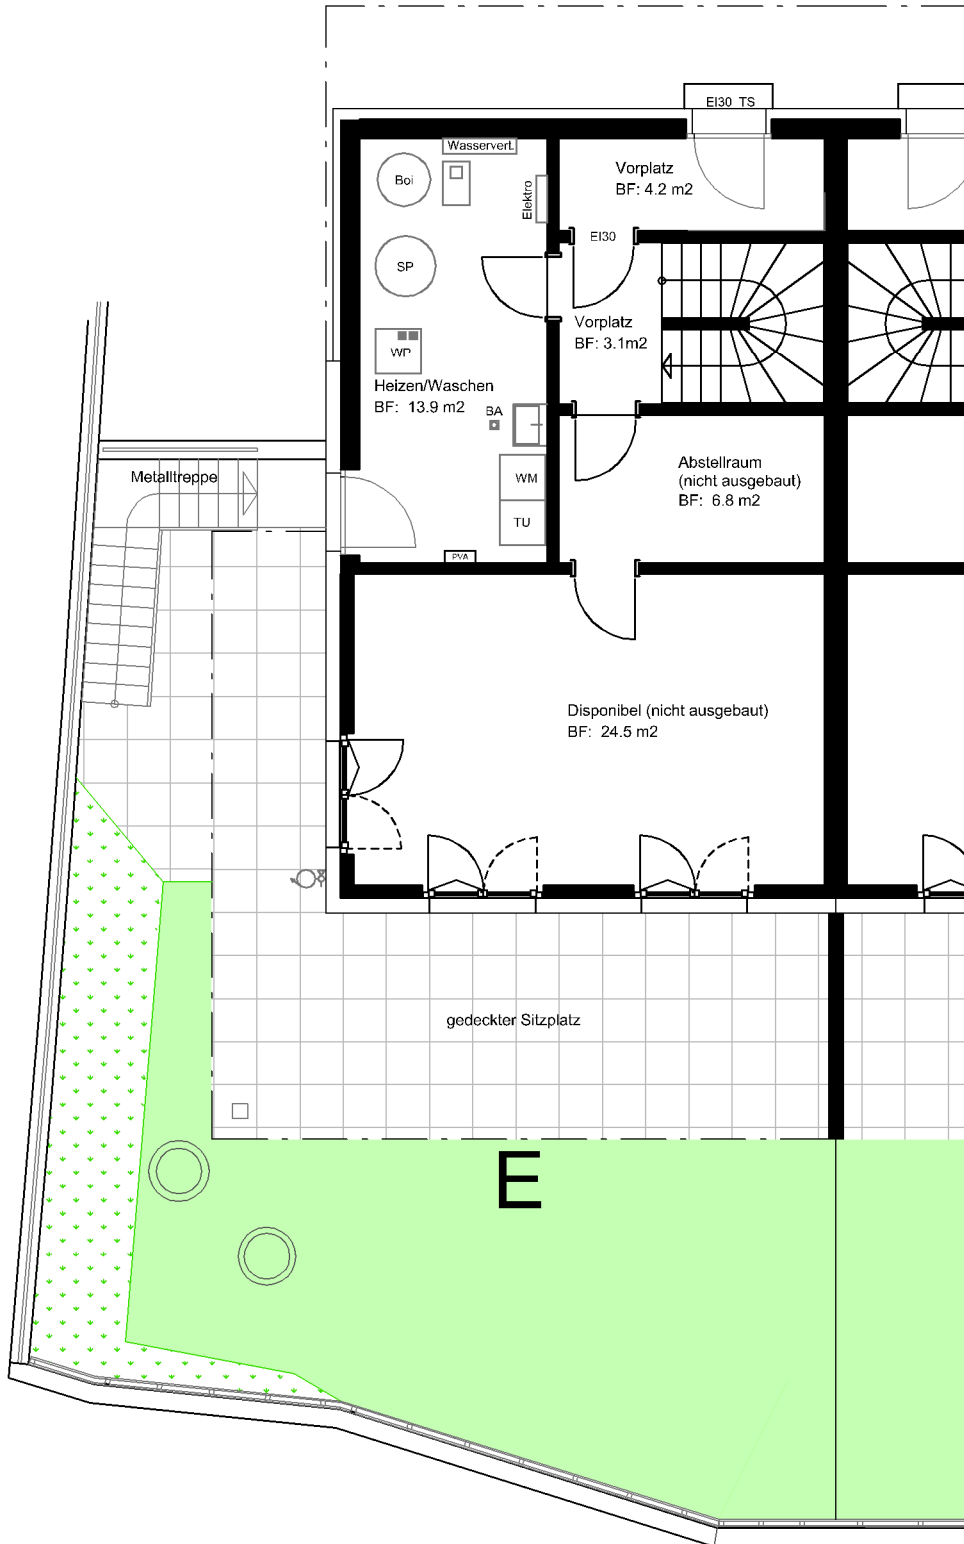 EI30 TS
Wasservert.
Boi
Elektro
Vorplatz
BF: 4.2 m2
EI30
SP
Vorplatz
BF: 3.1m2
WP
Heizen/Waschen
BF: 13.9 m2
BA
Abstellraum
(nicht ausgebaut)
BF: 6.8 m2
Metalltreppe
WM
TU
PVA
Disponibel (nicht ausgebaut)
BF: 24.5 m2
gedeckter Sitzplatz
E